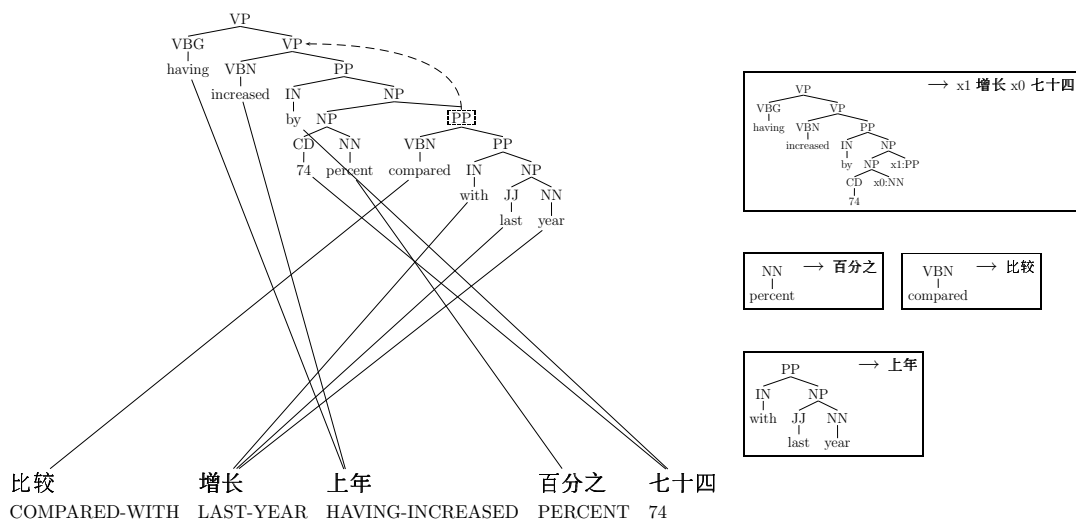 VP
VBG VP
having VBN PP
increased IN NP
by NP PP
CD NN VBN PP
74 percent compared IN NP
with JJ NN
last year
比较 增长 上年 百分之 七十四
COMPARED-WITH LAST-YEAR HAVING-INCREASED PERCENT 74
→ x1 增长 x0 七十四
VP
VBG VP
having VBN PP
increased IN NP
by NP x1:PP
CD x0:NN
74
NN → 百分之
percent
VBN → 比较
compared
→ 上年
PP
IN NP
with JJ NN
last year